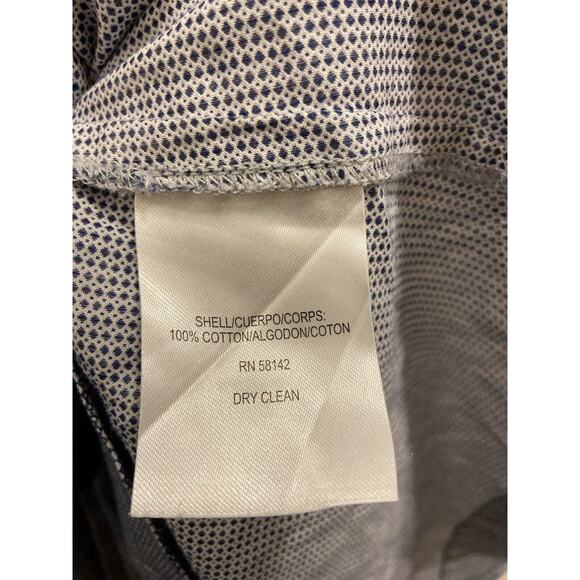 SHELL/CUERPO/CORPS:
100% COTTON/ALGODON/COTON
RN 58142
DRY CLEAN